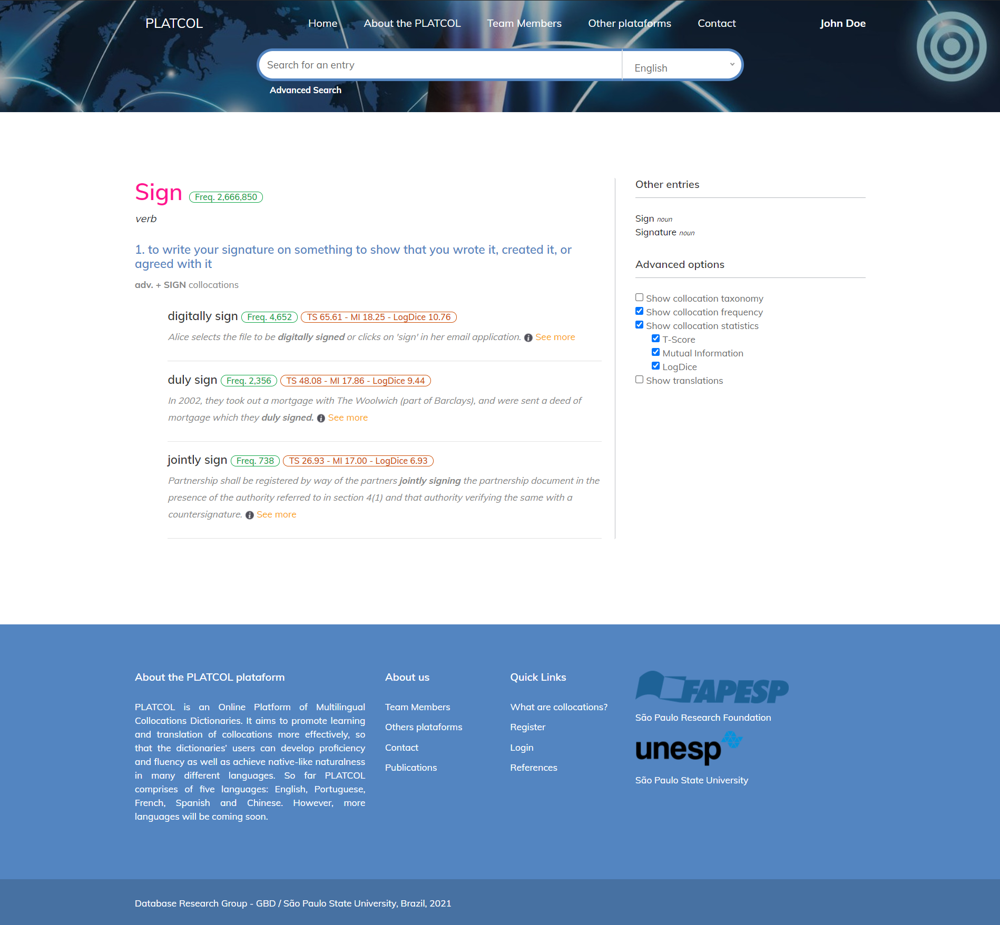 PLATCOL
Home
About the PLATCOL
Team Members
Other plataforms
Contact
John Doe
Search for an entry
English
Advanced Search
Sign Freq. 2,666,850
verb
1. to write your signature on something to show that you wrote it, created it, or
agreed with it
adv. + SIGN collocations
digitally sign Freq. 4,652 TS 65.61 - MI 18.25 - LogDice 10.76
Alice selects the file to be digitally signed or clicks on 'sign' in her email application. i See more
duly sign Freq. 2,356 TS 48.08 - MI 17.86 - LogDice 9.44
In 2002, they took out a mortgage with The Woolwich (part of Barclays), and were sent a deed of
mortgage which they duly signed. i See more
jointly sign Freq. 738 TS 26.93 - MI 17.00 - LogDice 6.93
Partnership shall be registered by way of the partners jointly signing the partnership document in the
presence of the authority referred to in section 4(1) and that authority verifying the same with a
countersignature. i See more
Other entries
Sign noun
Signature noun
Advanced options
Show collocation taxonomy
Show collocation frequency
Show collocation statistics
T-Score
Mutual Information
LogDice
Show translations
About the PLATCOL plataform
PLATCOL is an Online Platform of Multilingual
Collocations Dictionaries. It aims to promote learning
and translation of collocations more effectively, so
that the dictionaries' users can develop proficiency
and fluency as well as achieve native-like naturalness
in many different languages. So far PLATCOL
comprises of five languages: English, Portuguese,
French, Spanish and Chinese. However, more
languages will be coming soon.
About us
Team Members
Others plataforms
Contact
Publications
Quick Links
What are collocations?
Register
Login
References
FAPESP
São Paulo Research Foundation
unesp
São Paulo State University
Database Research Group - GBD / São Paulo State University, Brazil, 2021